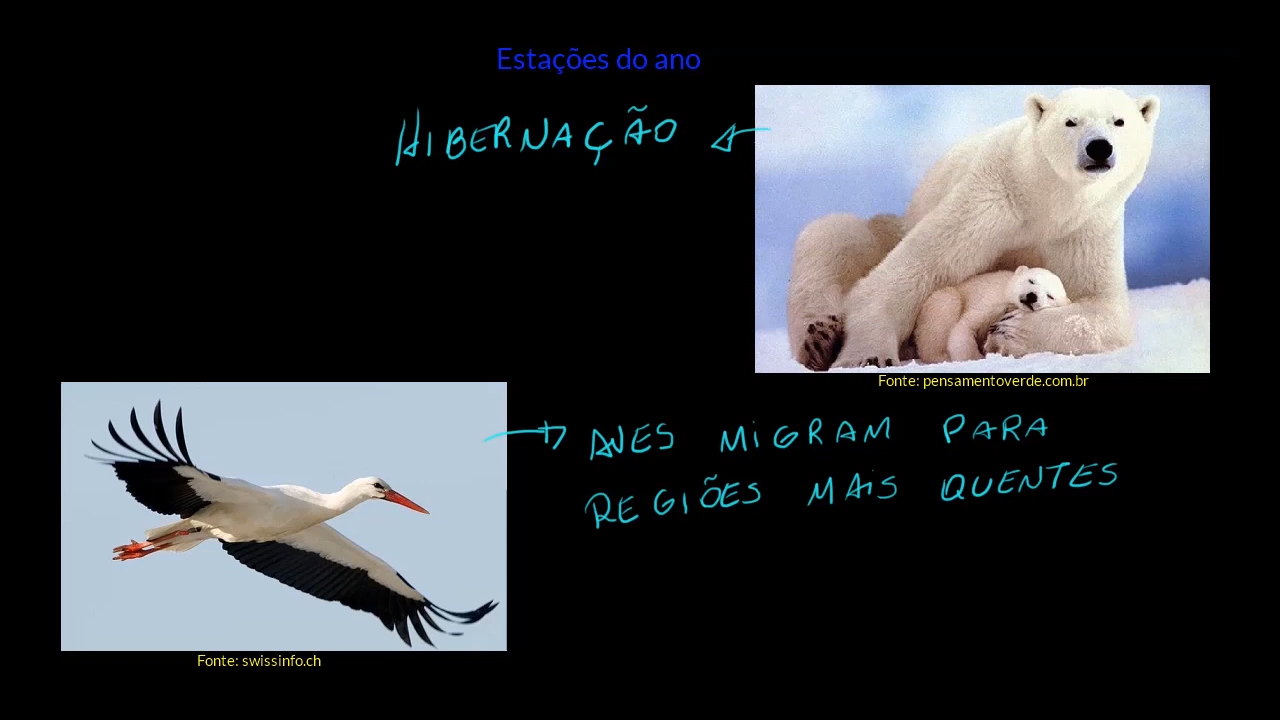 Estações do ano
HIBERNAÇÃO
Fonte: pensamentoverde.com.br
AVES MIGRAM PARA
REGIÕES MAIS QUENTES
Fonte: swissinfo.ch